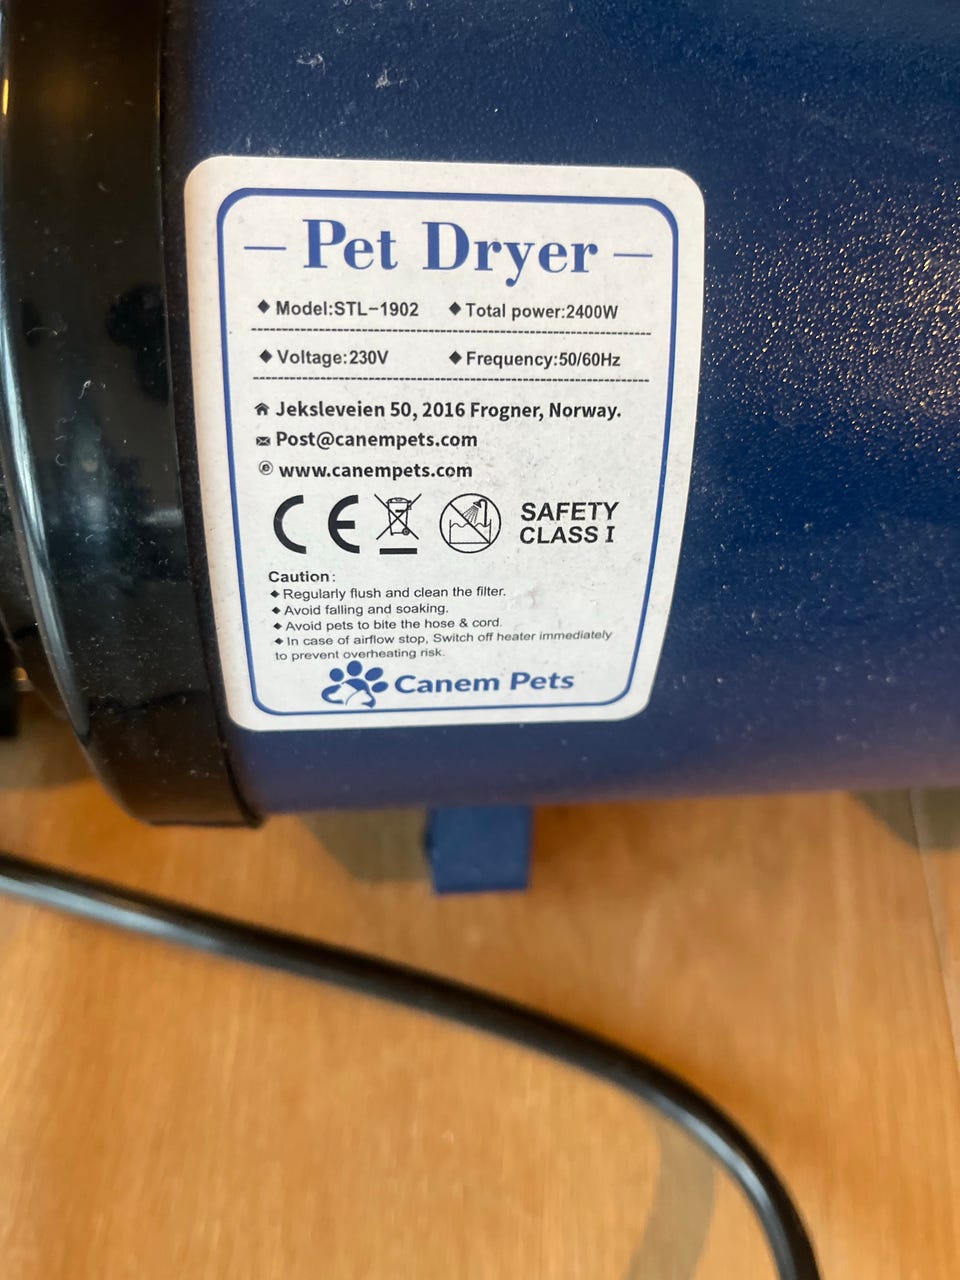 Pet Dryer
◆ Model:STL-1902 ◆ Total power:2400W
◆ Voltage:230V ◆ Frequency:50/60Hz
Jeksleveien 50, 2016 Frogner, Norway.
Post@canempets.com
www.canempets.com
CE SAFETY
CLASS I
Caution:
◆ Regularly flush and clean the filter.
◆ Avoid falling and soaking.
◆ Avoid pets to bite the hose & cord.
◆ In case of airflow stop, Switch off heater immediately
to prevent overheating risk.
Canem Pets